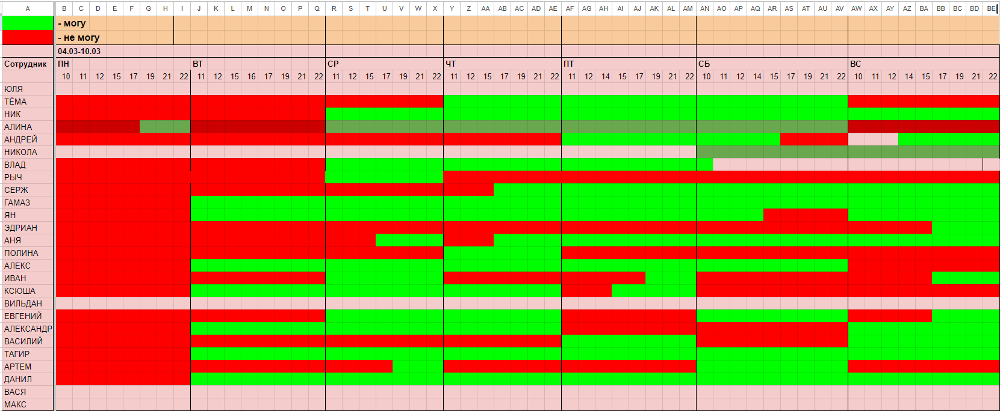 A B C D E F G H I J K L M N O P Q R S T U V W X Y Z AA AB AC AD AE AF AG AH AI AJ AK AL AM AN AO AP AQ AR AS AT AU AV AW AX AY AZ BA BB BC BD BE
- могу
- не могу
04.03-10.03
Сотрудник ПН ВТ СР ЧТ ПТ СБ ВС
10 11 12 15 17 19 21 22 11 12 15 16 17 19 21 22 11 12 15 17 19 21 22 11 12 15 17 19 21 22 11 12 14 15 17 19 21 22 10 11 12 14 15 17 19 21 22 10 11 12 14 15 17 19 21 22
ЮЛЯ
ТЁМА
НИК
АЛИНА
АНДРЕЙ
НИКОЛА
ВЛАД
РЫЧ
СЕРЖ
ГАМАЗ
ЯН
ЭДРИАН
АНЯ
ПОЛИНА
АЛЕКС
ИВАН
КСЮША
ВИЛЬДАН
ЕВГЕНИЙ
АЛЕКСАНДР
ВАСИЛИЙ
ТАГИР
АРТЕМ
ДАНИЛ
ВАСЯ
МАКС